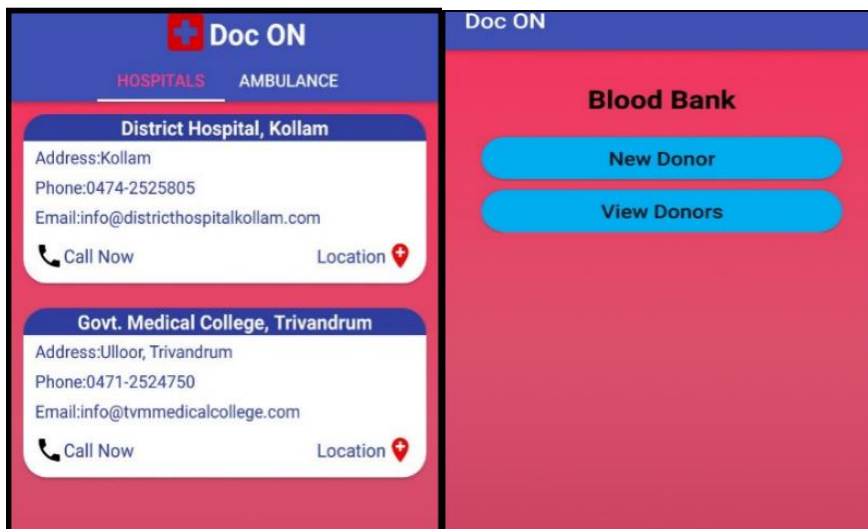 Doc ON
HOSPITALS AMBULANCE
District Hospital, Kollam
Address:Kollam
Phone:0474-2525805
Email:info@districthospitalkollam.com
Call Now Location
Govt. Medical College, Trivandrum
Address:Ulloor, Trivandrum
Phone:0471-2524750
Email:info@tvmmedicalcollege.com
Call Now Location
Doc ON
Blood Bank
New Donor
View Donors